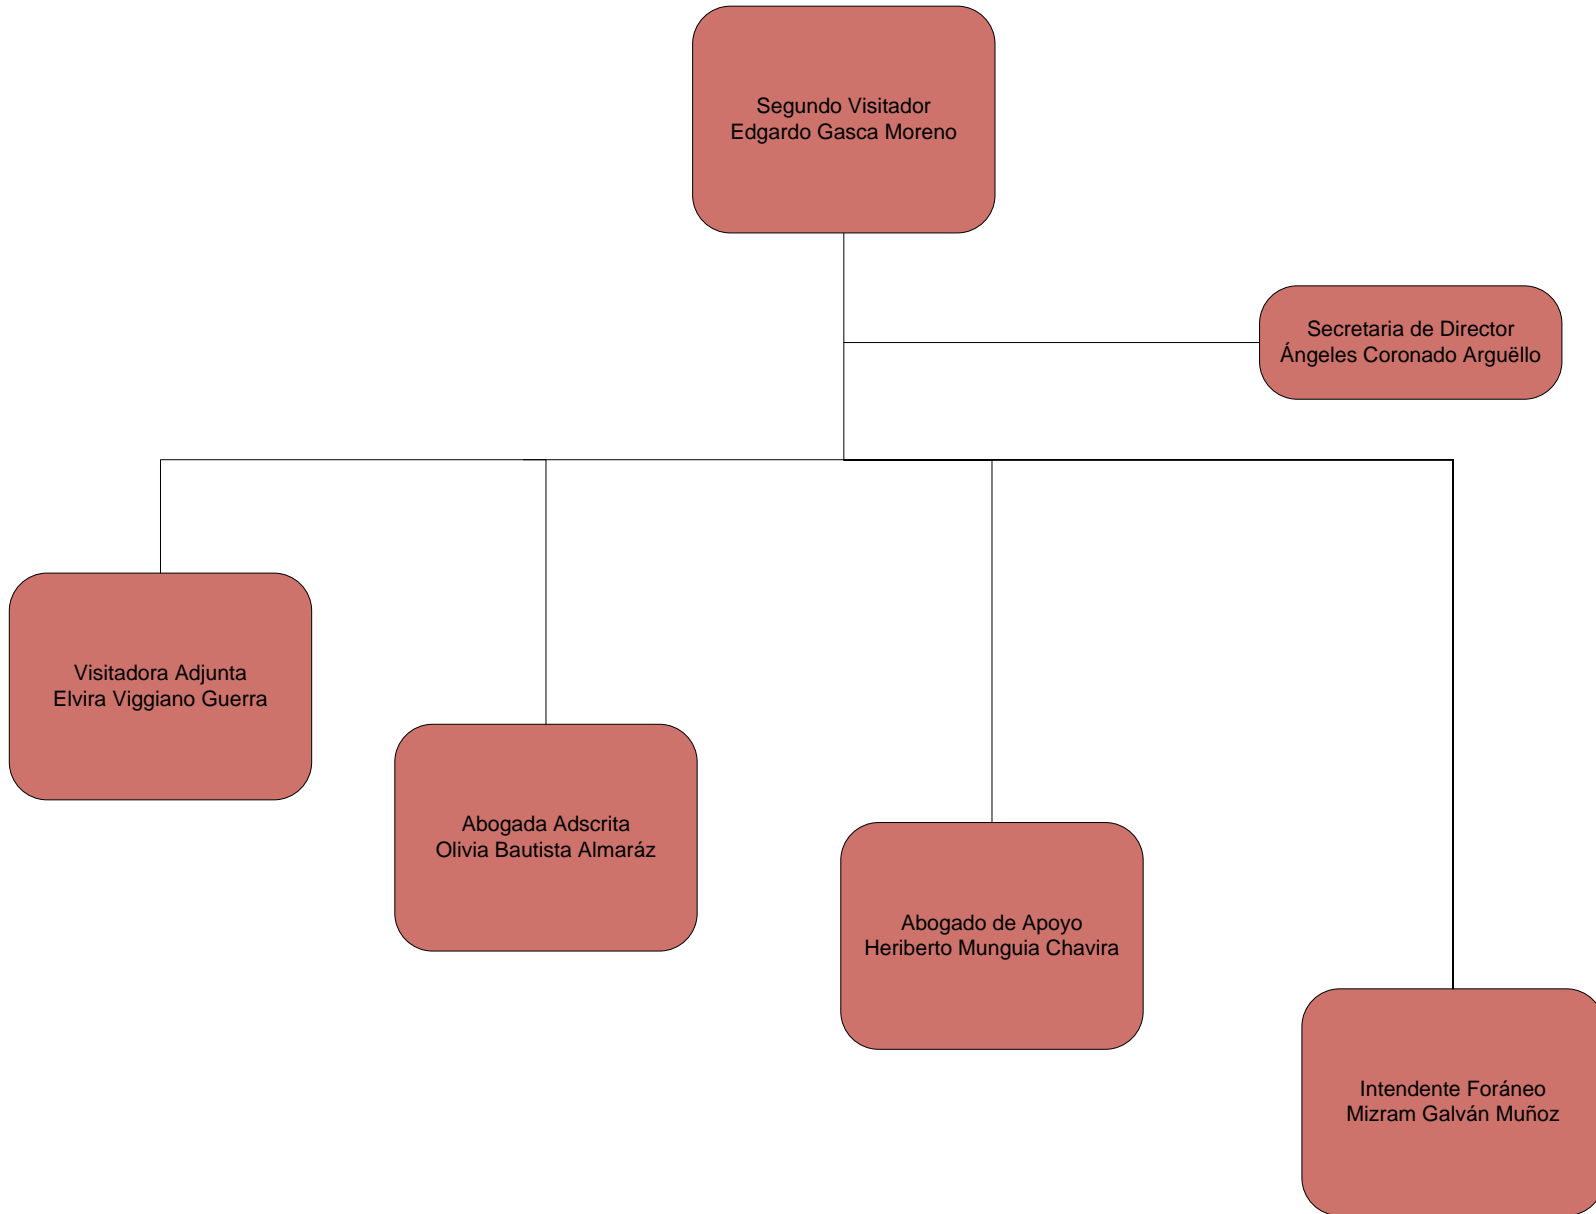 Segundo Visitador
Edgardo Gasca Moreno
Secretaria de Director
Ángeles Coronado Arguëllo
Visitadora Adjunta
Elvira Viggiano Guerra
Abogada Adscrita
Olivia Bautista Almaráz
Abogado de Apoyo
Heriberto Munguia Chavira
Intendente Foráneo
Mizram Galván Muñoz